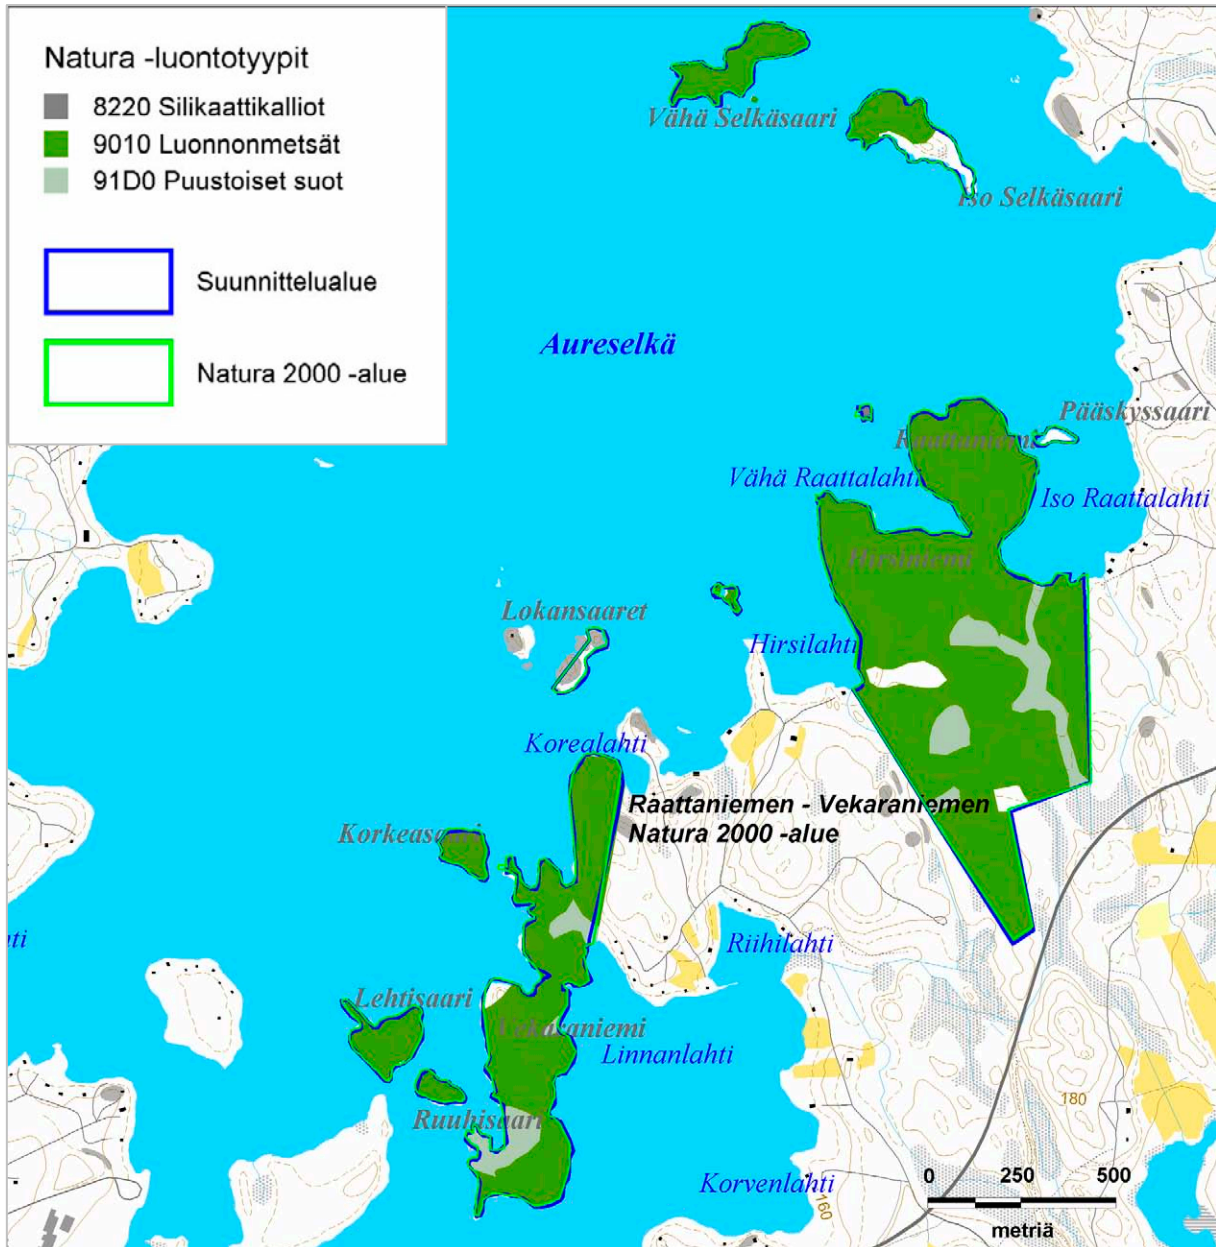 Natura -luontotyypit
8220 Silikaattikalliot
9010 Luonnonmetsät
91D0 Puustoiset suot
Suunnittelualue
Natura 2000 -alue
Vähä Selkäsaari
Iso Selkäsaari
Aureselkä
Pääskyssaari
Raattaniemi
Vähä Raattalahti
Iso Raattalahti
Hirsiniemi
Lokansaaret
Hirsilahti
Korealahti
Raattaniemen - Vekaraniemen
Natura 2000 -alue
Korkeasaari
Riihilahti
Lehtisaari
Vekaraniemi
Linnanlahti
Ruuhisaari
180
Korvenlahti
160
0 250 500
metriä